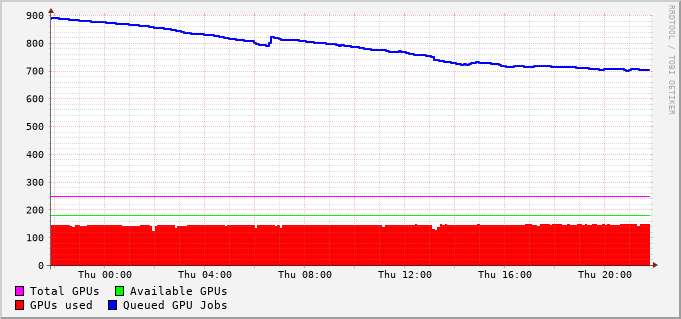 900
800
700
600
500
400
300
200
100
0
Thu 00:00 Thu 04:00 Thu 08:00 Thu 12:00 Thu 16:00 Thu 20:00
Total GPUs Available GPUs
GPUs used Queued GPU Jobs
RRDTOOL / TOBI OETIKER